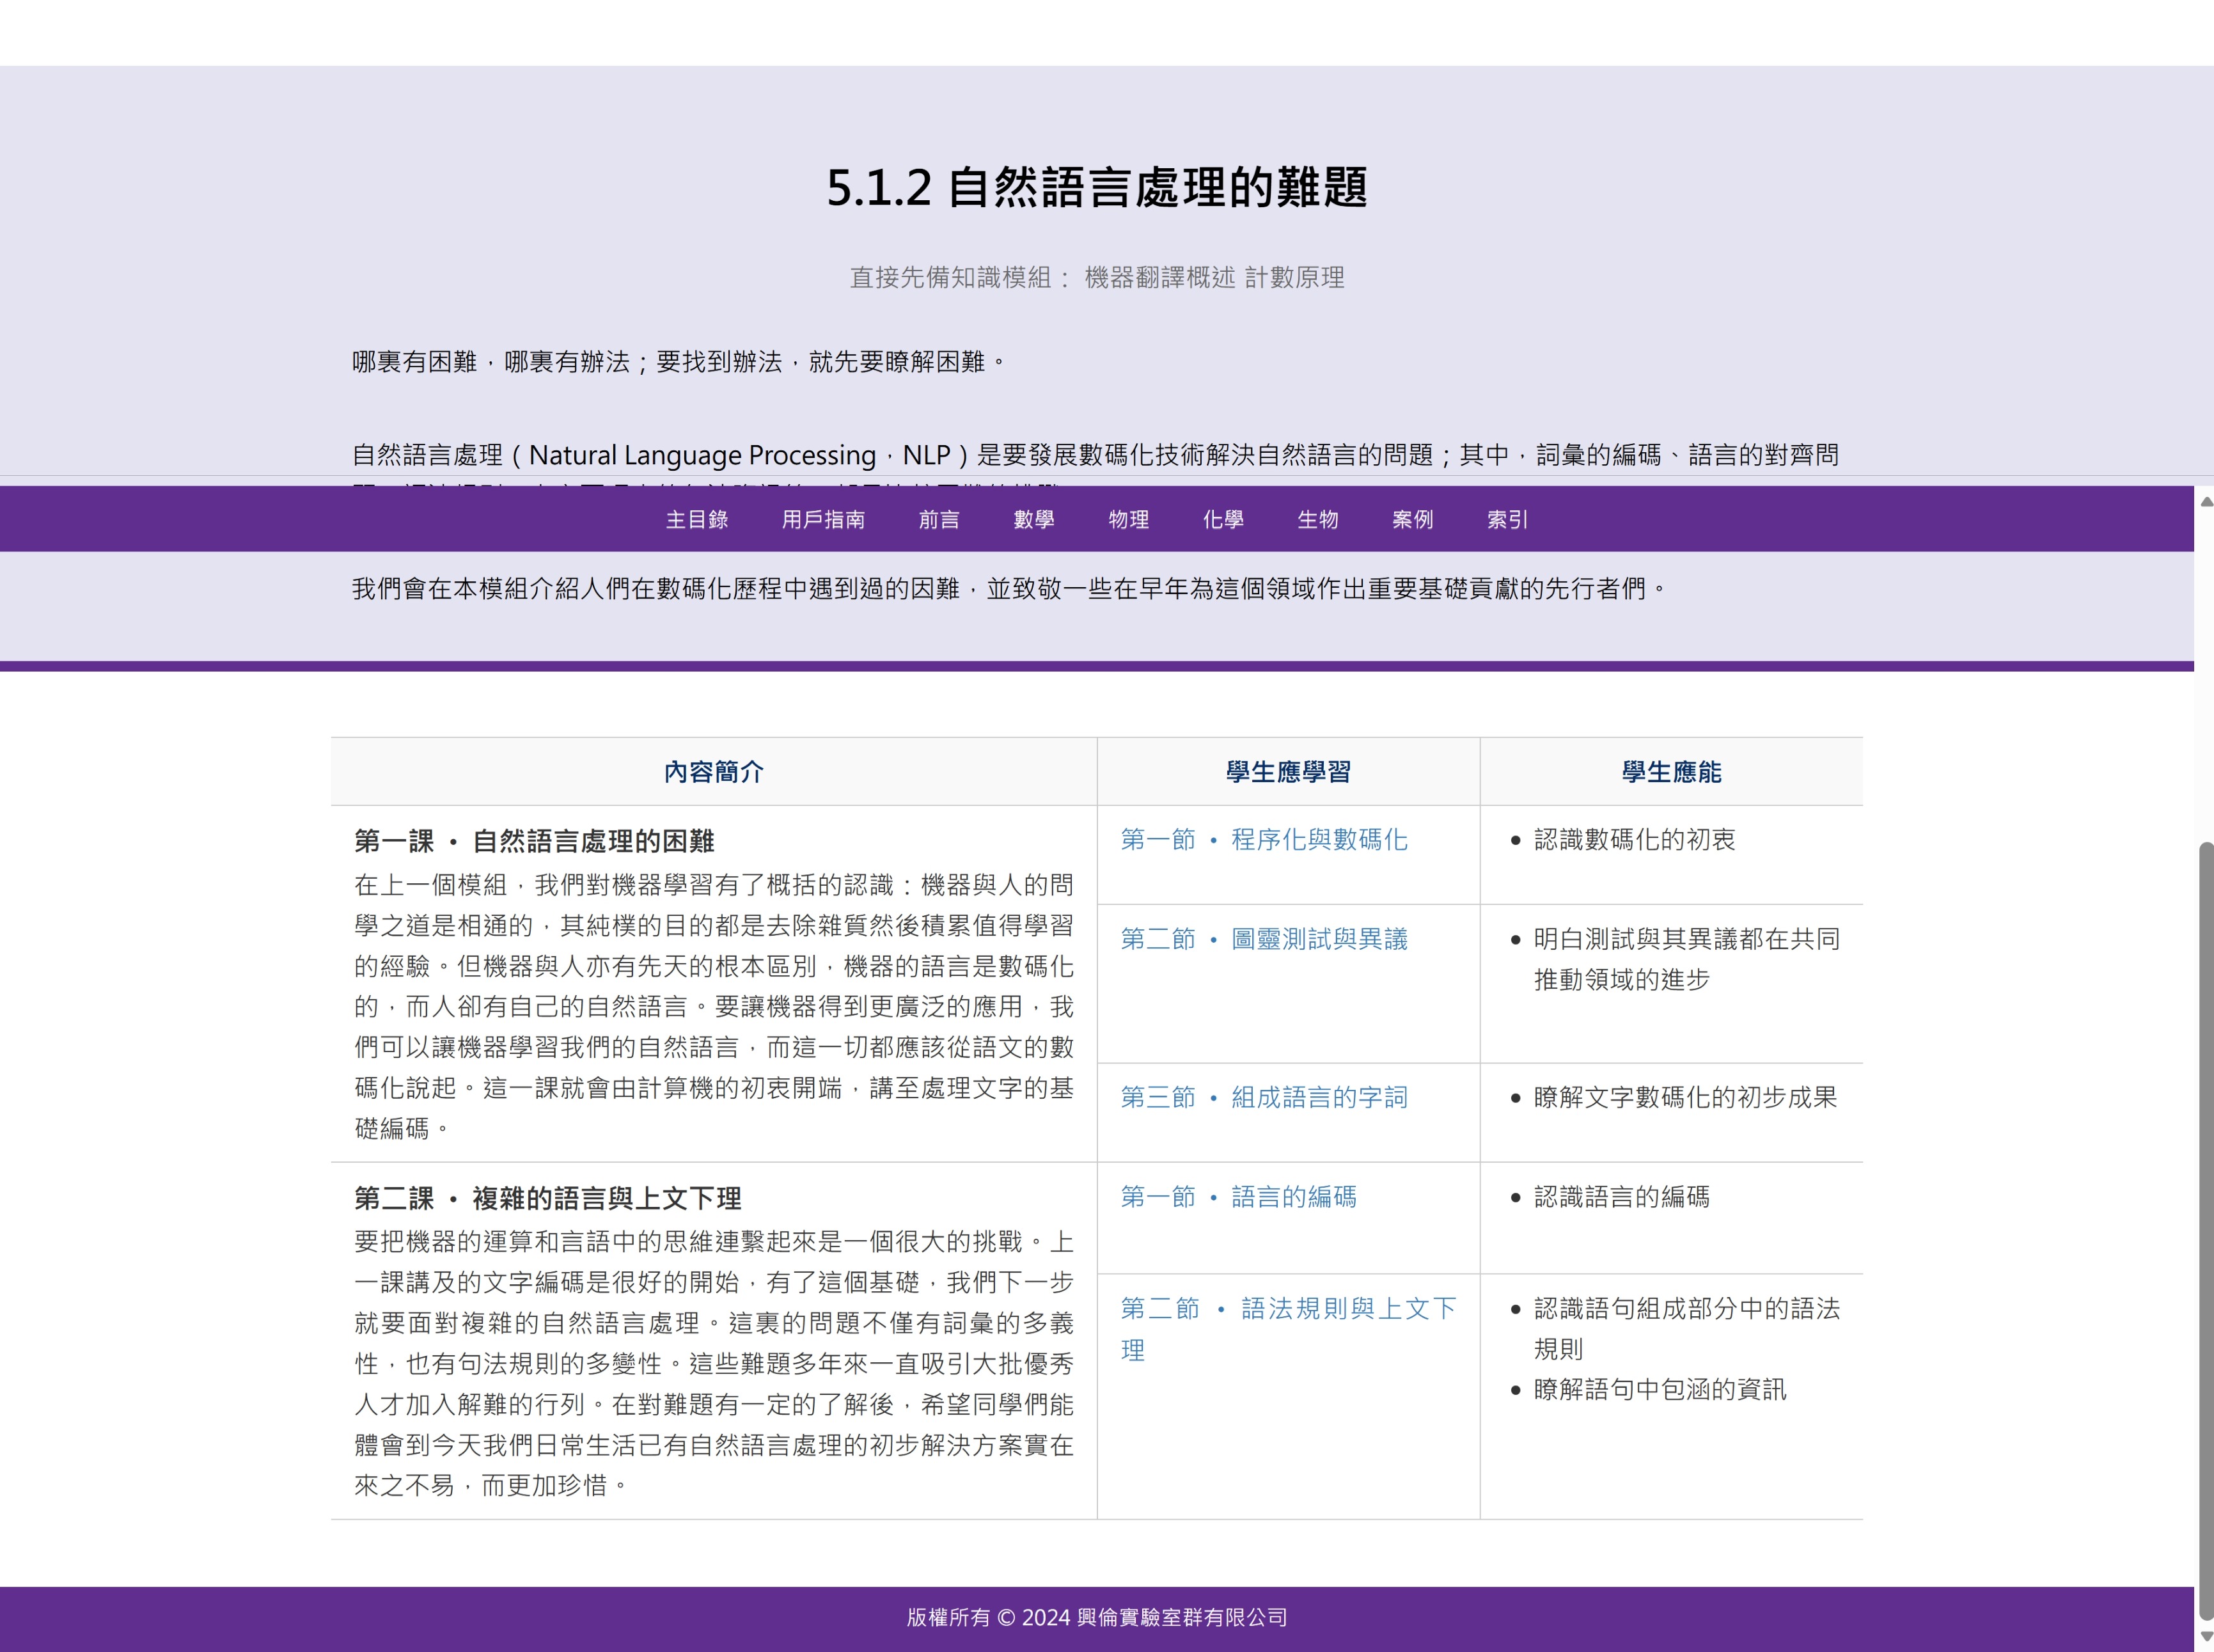 5.1.2 自然語言處理的難題
直接先備知識模組： 機器翻譯概述 計數原理
哪裏有困難，哪裏有辦法；要找到辦法，就先要瞭解困難。
自然語言處理（Natural Language Processing，NLP）是要發展數碼化技術解決自然語言的問題；其中，詞彙的編碼、語言的對齊問
主目錄 用戶指南 前言 數學 物理 化學 生物 案例 索引
我們會在本模組介紹人們在數碼化歷程中遇到過的因難，並致敬一些在早年為這個領域作出重要基礎貢獻的先行者們。
內容簡介 學生應學習 學生應能
第一課 • 自然語言處理的困難
在上一個模組，我們對機器學習有了概括的認識：機器與人的問
學之道是相通的，其純樸的目的都是去除雜質然後積累值得學習
的經驗。但機器與人亦有先天的根本區別，機器的語言是數碼化
的，而人卻有自己的自然語言。要讓機器得到更廣泛的應用，我
們可以讓機器學習我們的自然語言，而這一切都應該從語文的數
碼化說起。這一課就會由計算機的初衷開端，講至處理文字的基
礎編碼。
第一節 • 程序化與數碼化
• 認識數碼化的初衷
第二節 • 圖靈測試與異議
• 明白測試與其異議都在共同
推動領域的進步
第三節 • 組成語言的字詞
• 瞭解文字數碼化的初步成果
第二課 • 複雜的語言與上文下理
要把機器的運算和言語中的思維連繫起來是一個很大的挑戰。上
一課講及的文字編碼是很好的開始，有了這個基礎，我們下一步
就要面對複雜的自然語言處理。這裏的問題不僅有詞彙的多義
性，也有句法規則的多變性。這些難題多年來一直吸引大批優秀
人才加入解難的行列。在對難題有一定的了解後，希望同學們能
體會到今天我們日常生活已有自然語言處理的初步解決方案實在
來之不易，而更加珍惜。
第一節 • 語言的編碼
• 認識語言的編碼
第二節 • 語法規則與上文下
理
• 認識語句組成部分中的語法
規則
• 瞭解語句中包涵的資訊
版權所有 © 2024 興倫實驗室群有限公司